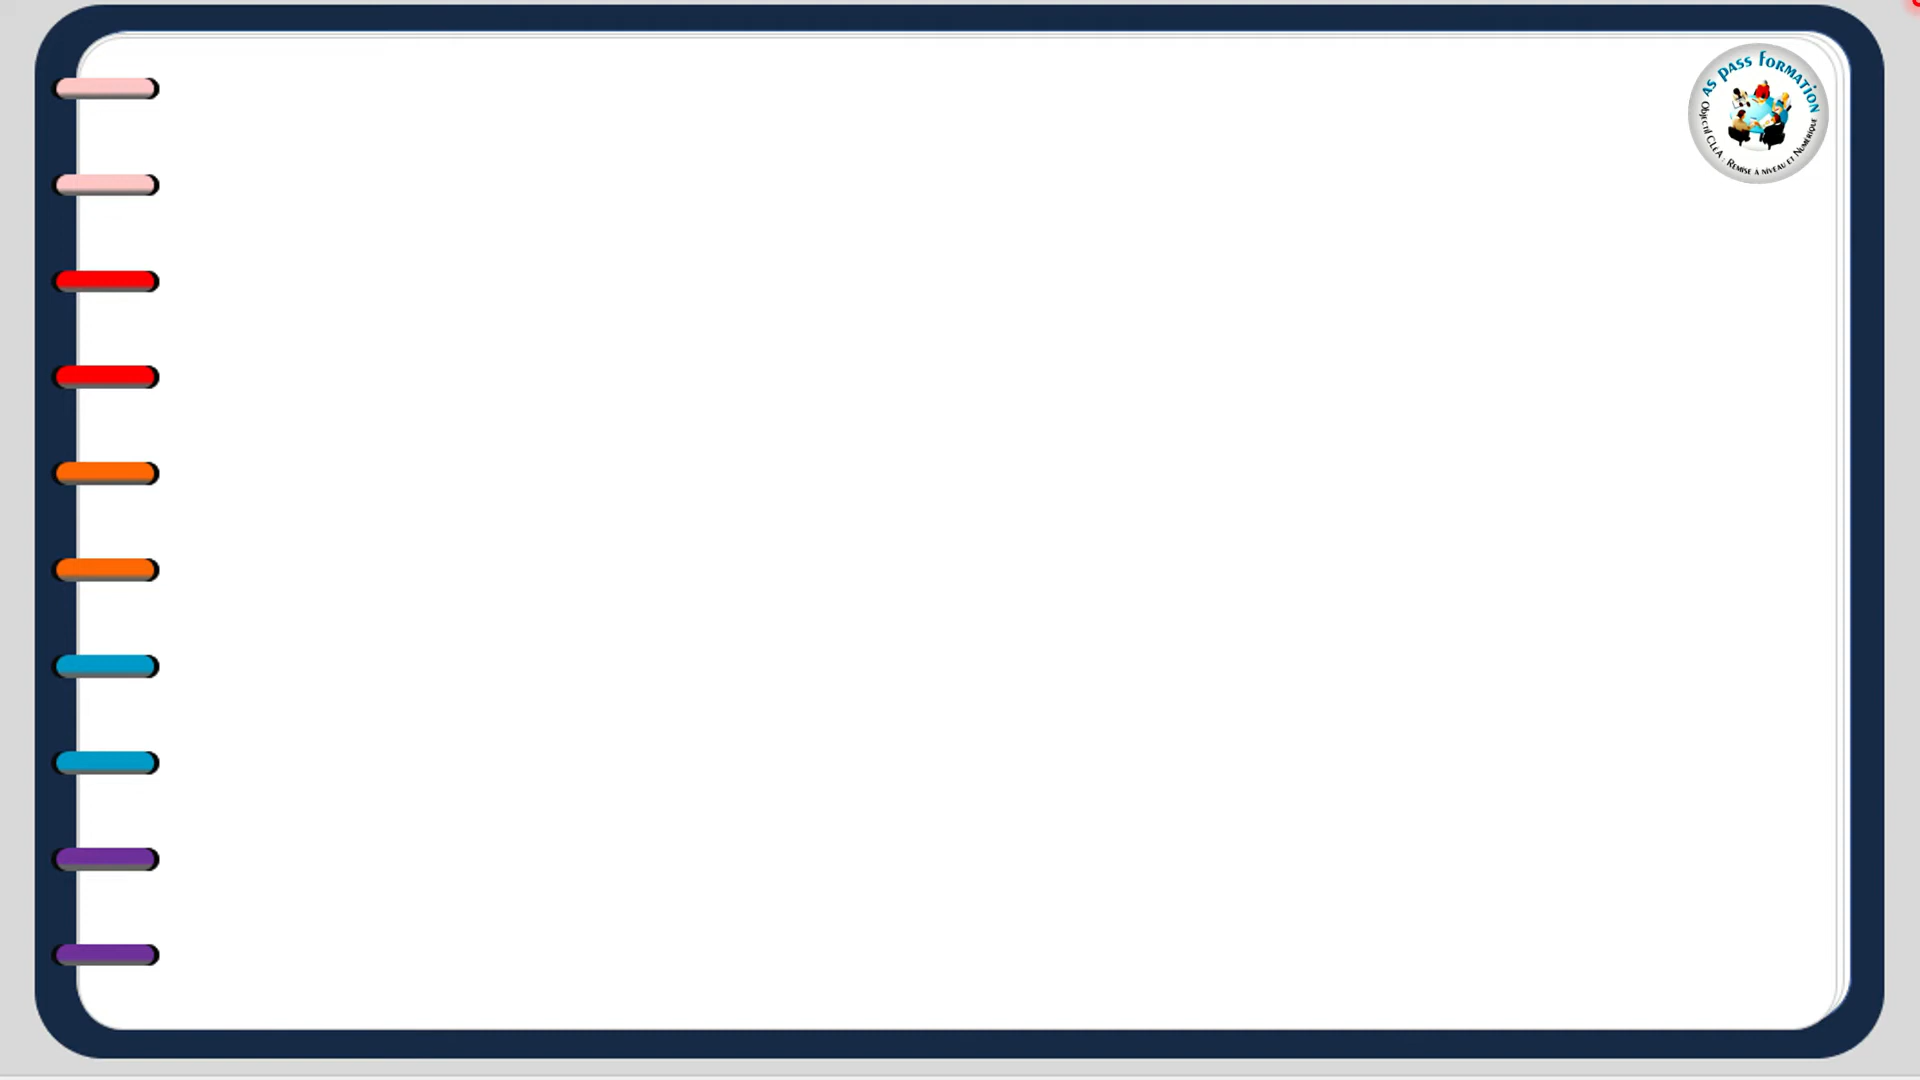 as pass formation
Objectif CLéA : Remise à niveau et Numérique